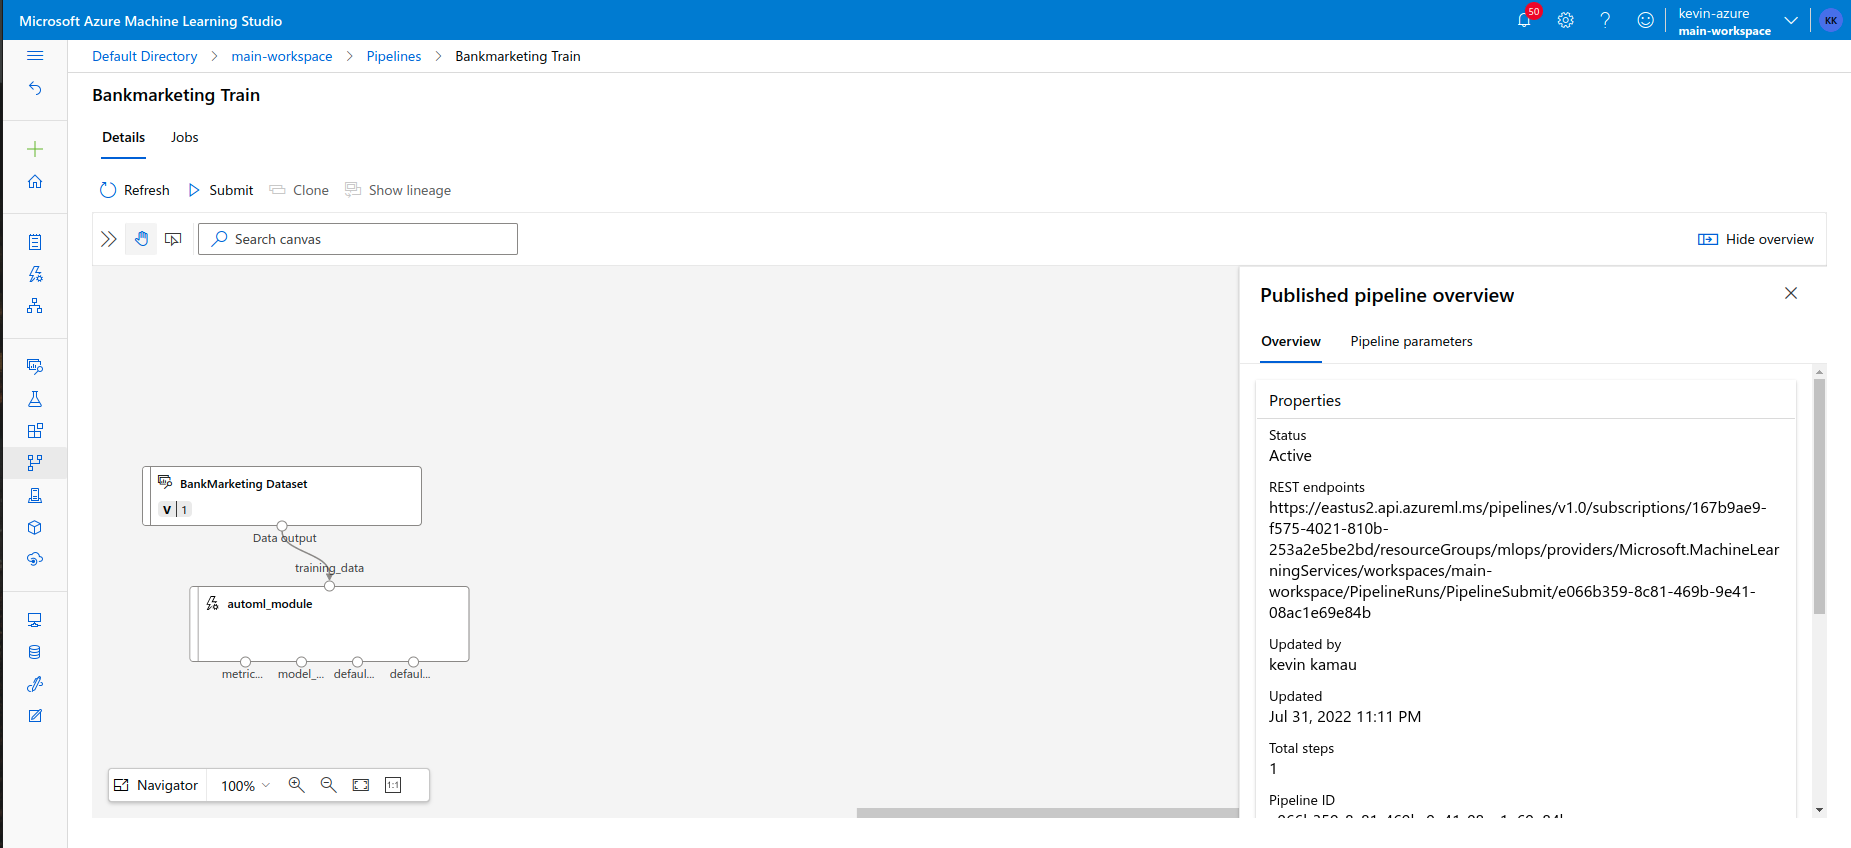 Microsoft Azure Machine Learning Studio
50
kevin-azure
main-workspace
KK
Default Directory > main-workspace > Pipelines > Bankmarketing Train
Bankmarketing Train
Details Jobs
Refresh Submit Clone Show lineage
Search canvas
Hide overview
BankMarketing Dataset
V 1
Data output
training_data
automl_module
metric... model_... defaul... defaul...
Navigator 100% 1:1
Published pipeline overview
Overview Pipeline parameters
Properties
Status
Active
REST endpoints
https://eastus2.api.azureml.ms/pipelines/v1.0/subscriptions/167b9ae9-
f575-4021-810b-
253a2e5be2bd/resourceGroups/mlops/providers/Microsoft.MachineLear
ningServices/workspaces/main-
workspace/PipelineRuns/PipelineSubmit/e066b359-8c81-469b-9e41-
08ac1e69e84b
Updated by
kevin kamau
Updated
Jul 31, 2022 11:11 PM
Total steps
1
Pipeline ID